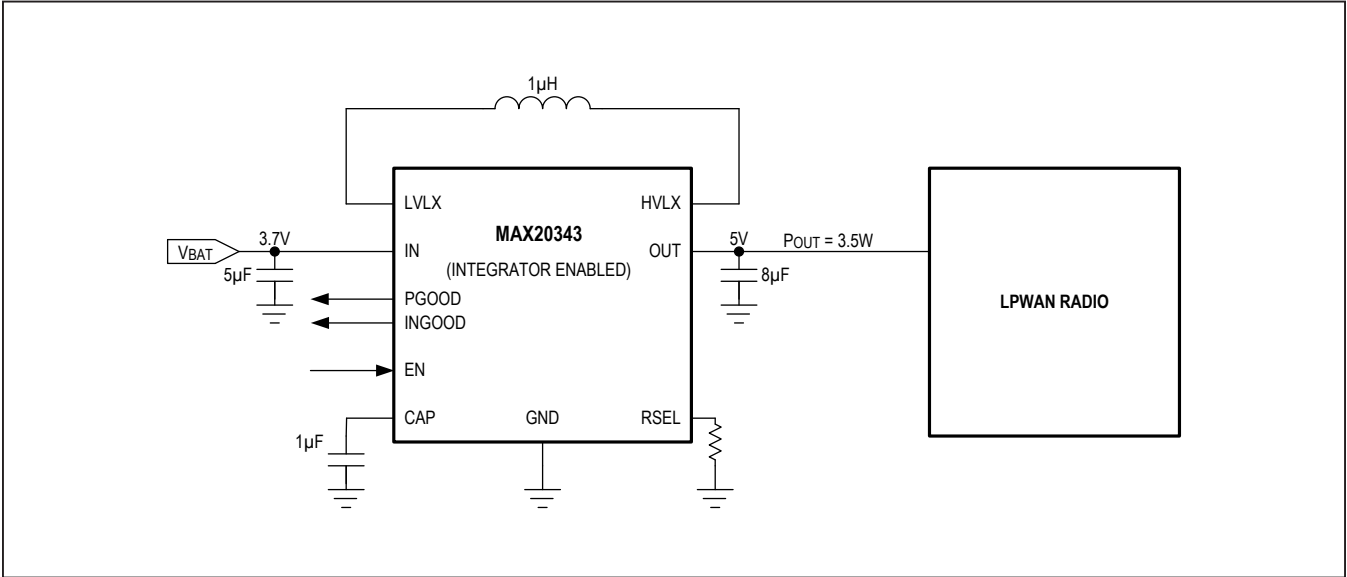 1µH
LVLX
HVLX
MAX20343
VBAT
3.7V
IN
(INTEGRATOR ENABLED)
OUT
5V
POUT = 3.5W
5µF
8µF
PGOOD
INGOOD
LPWAN RADIO
EN
CAP
GND
RSEL
1µF